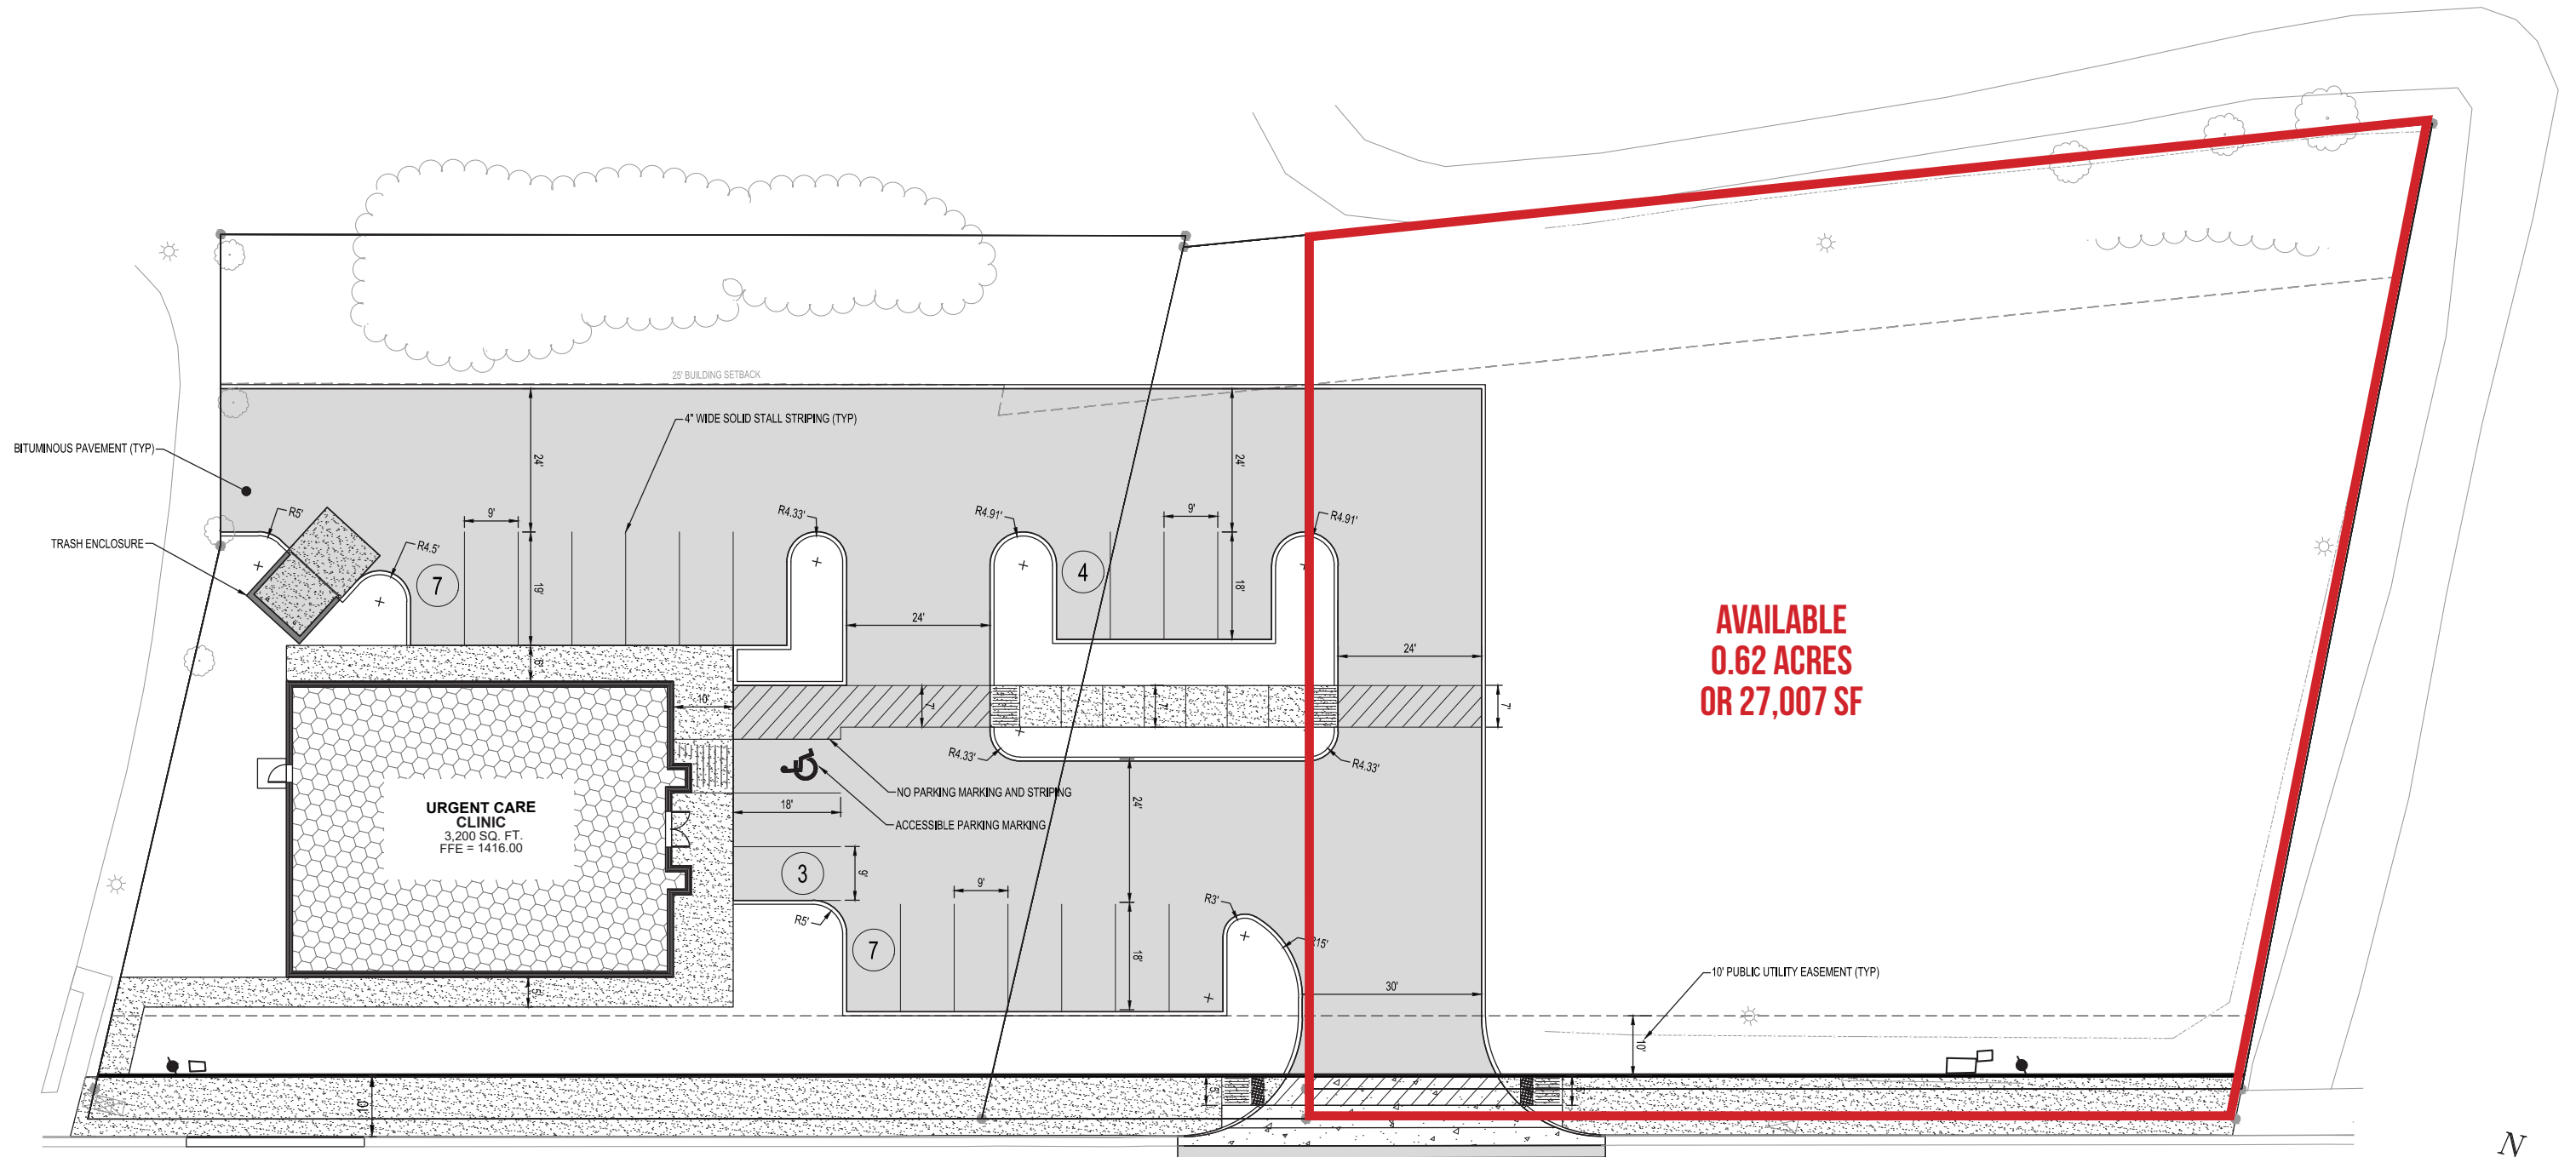 25' BUILDING SETBACK
4" WIDE SOLID STALL STRIPING (TYP)
BITUMINOUS PAVEMENT (TYP)
24'
24'
R5'
9'
R4.33'
R4.91'
9'
R4.91'
TRASH ENCLOSURE
R4.5'
7
19'
4
18'
24'
24'
8'
10'
7'
7'
7'
AVAILABLE
0.62 ACRES
OR 27,007 SF
R4.33'
R4.33'
NO PARKING MARKING AND STRIPING
18'
24'
ACCESSIBLE PARKING MARKING
URGENT CARE
CLINIC
3,200 SQ. FT.
FFE = 1416.00
3
9'
9'
R5'
R3'
7
18'
R15'
10' PUBLIC UTILITY EASEMENT (TYP)
5'
30'
10'
10'
5'
N